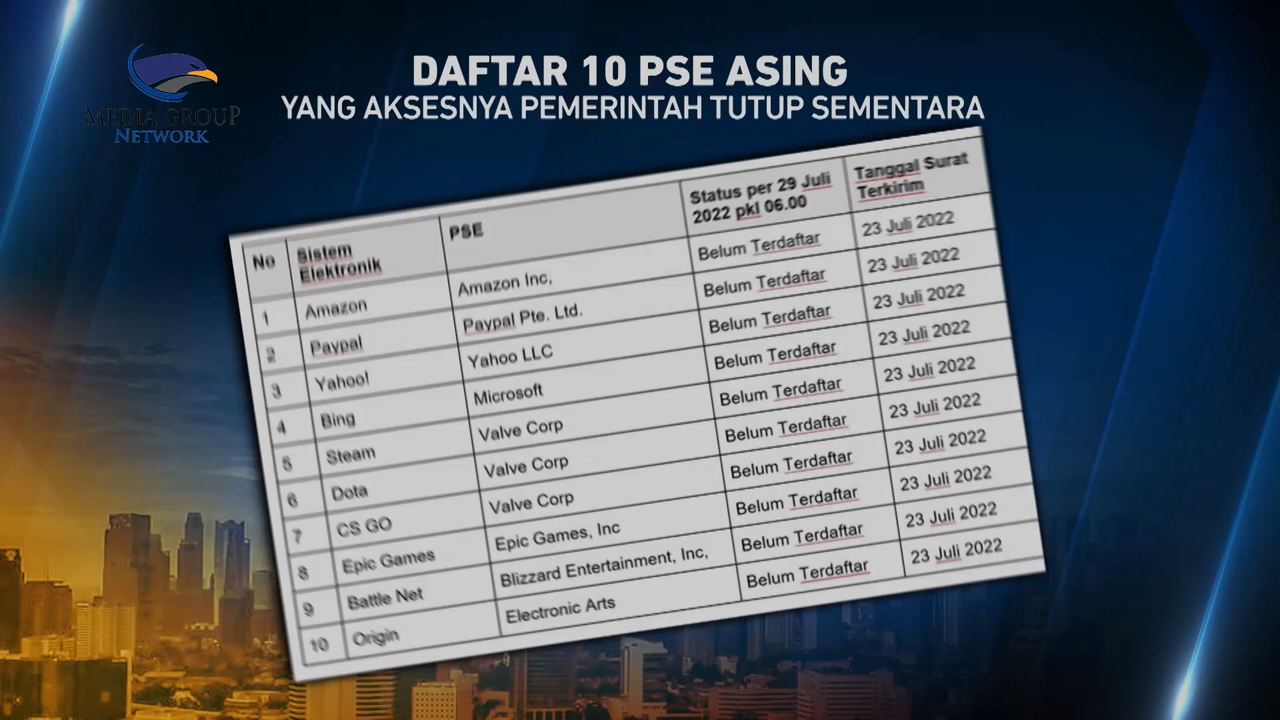 MEDIA GROUP
NETWORK
DAFTAR 10 PSE ASING
YANG AKSESNYA PEMERINTAH TUTUP SEMENTARA
No Sistem Elektronik PSE Status per 29 Juli 2022 pkl 06.00 Tanggal Surat Terkirim
1 Amazon Amazon Inc, Belum Terdaftar 23 Juli 2022
2 Paypal Paypal Pte. Ltd. Belum Terdaftar 23 Juli 2022
3 Yahoo! Yahoo LLC Belum Terdaftar 23 Juli 2022
4 Bing Microsoft Belum Terdaftar 23 Juli 2022
5 Steam Valve Corp Belum Terdaftar 23 Juli 2022
6 Dota Valve Corp Belum Terdaftar 23 Juli 2022
7 CS GO Valve Corp Belum Terdaftar 23 Juli 2022
8 Epic Games Epic Games, Inc Belum Terdaftar 23 Juli 2022
9 Battle Net Blizzard Entertainment, Inc, Belum Terdaftar 23 Juli 2022
10 Origin Electronic Arts Belum Terdaftar 23 Juli 2022